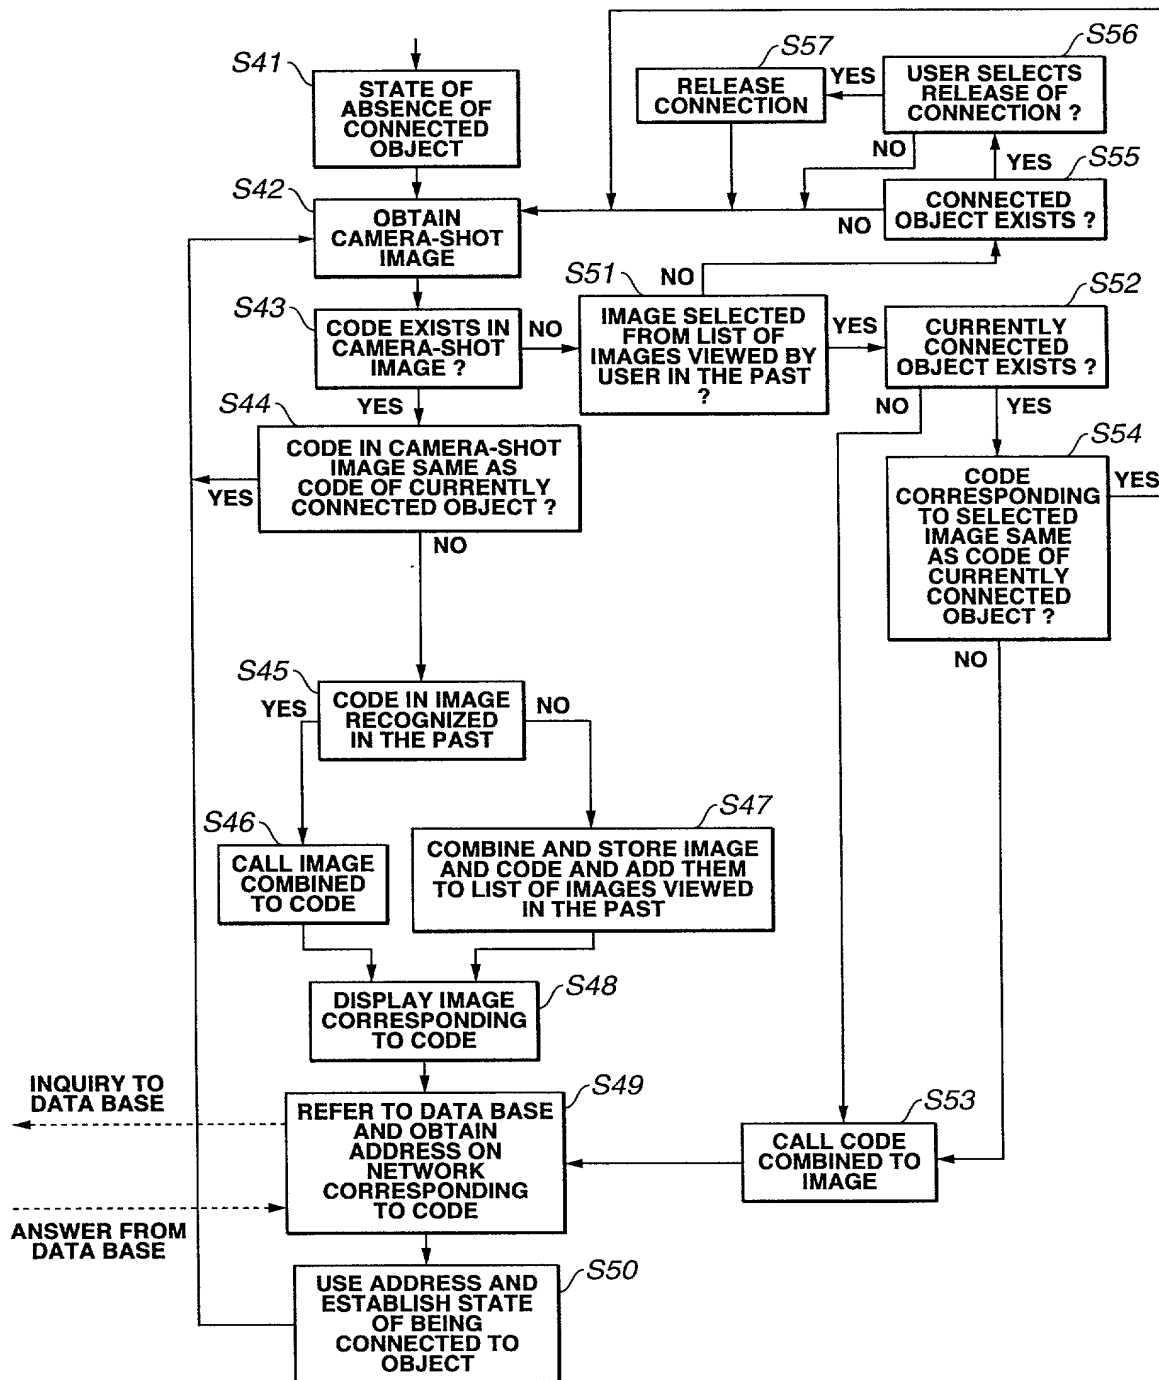 S41
STATE OF
ABSENCE OF
CONNECTED
OBJECT
S57
RELEASE
CONNECTION
YES
S56
USER SELECTS
RELEASE OF
CONNECTION ?
NO
YES
S55
CONNECTED
OBJECT EXISTS ?
NO
S42
OBTAIN
CAMERA-SHOT
IMAGE
S43
CODE EXISTS IN
CAMERA-SHOT
IMAGE ?
NO
YES
S51
NO
IMAGE SELECTED
FROM LIST OF
IMAGES VIEWED BY
USER IN THE PAST
?
YES
S52
CURRENTLY
CONNECTED
OBJECT EXISTS ?
NO
YES
S44
CODE IN CAMERA-SHOT
IMAGE SAME AS
CODE OF CURRENTLY
CONNECTED OBJECT ?
YES
NO
S54
CODE
CORRESPONDING
TO SELECTED
IMAGE SAME
AS CODE OF
CURRENTLY
CONNECTED
OBJECT ?
YES
NO
S45
CODE IN IMAGE
RECOGNIZED
IN THE PAST
YES
NO
S46
CALL IMAGE
COMBINED
TO CODE
S47
COMBINE AND STORE IMAGE
AND CODE AND ADD THEM
TO LIST OF IMAGES VIEWED
IN THE PAST
S48
DISPLAY IMAGE
CORRESPONDING
TO CODE
INQUIRY TO
DATA BASE
S49
REFER TO DATA BASE
AND OBTAIN
ADDRESS ON
NETWORK
CORRESPONDING
TO CODE
S53
CALL CODE
COMBINED TO
IMAGE
ANSWER FROM
DATA BASE
S50
USE ADDRESS AND
ESTABLISH STATE
OF BEING
CONNECTED TO
OBJECT